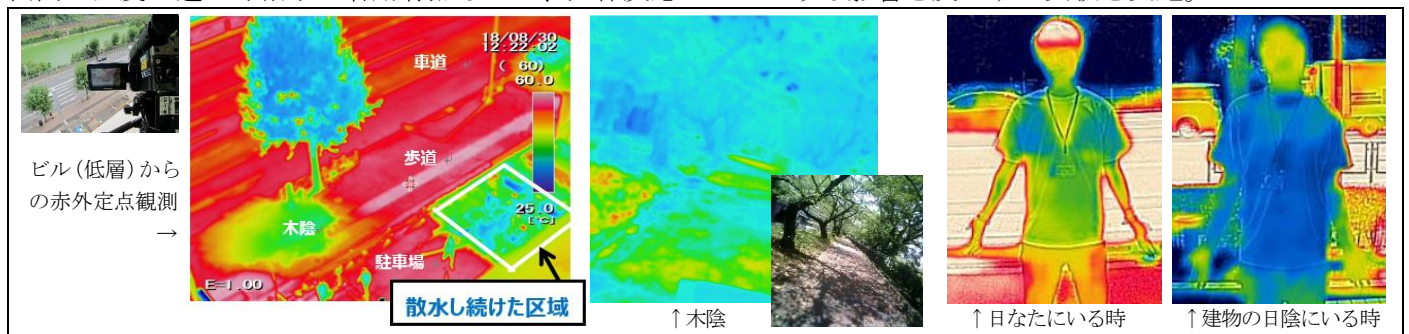 ビル(低層)から
の赤外定点観測
→
18/08/30
12:22:02
( 60)
60.0
車道
歩道
25.0
[℃]
木陰
駐車場
E=1.00
散水し続けた区域
↑木陰
↑日なたにいる時
↑建物の日陰にいる時